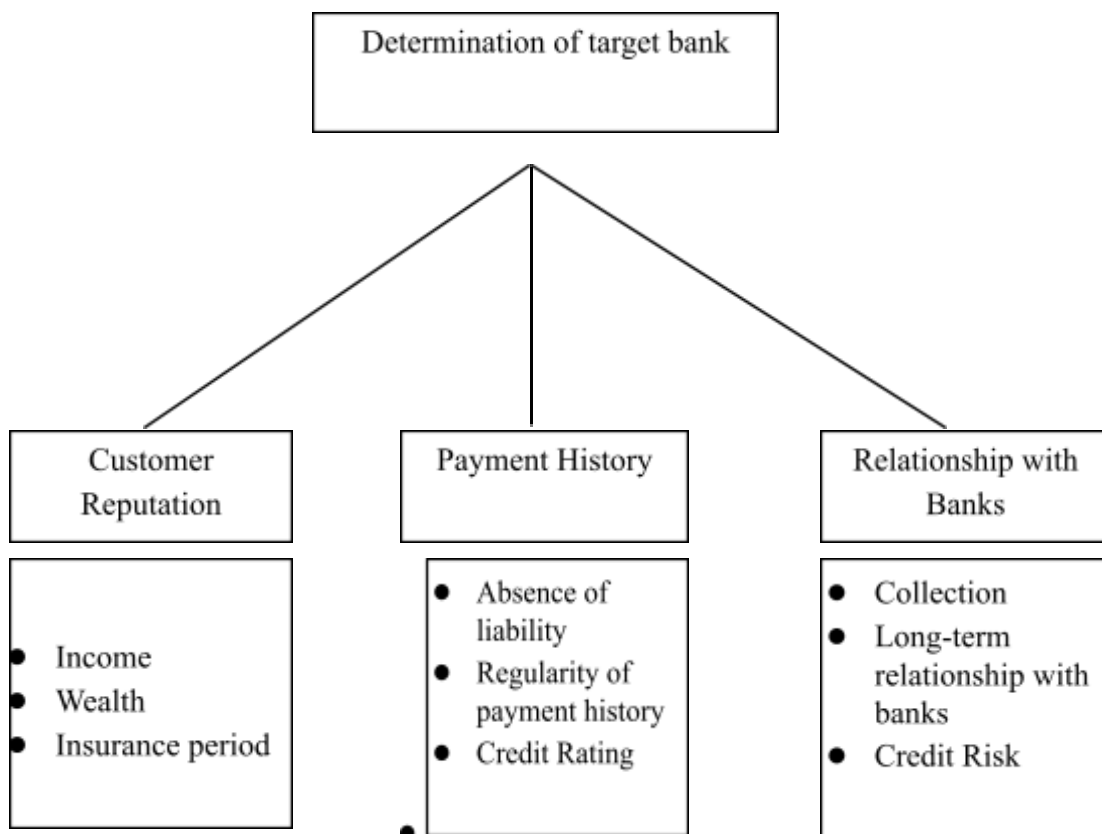 Determination of target bank
Customer
Reputation
Payment History
Relationship with
Banks
● Income
● Wealth
● Insurance period
● Absence of
liability
● Regularity of
payment history
● Credit Rating
●
● Collection
● Long-term
relationship with
banks
● Credit Risk